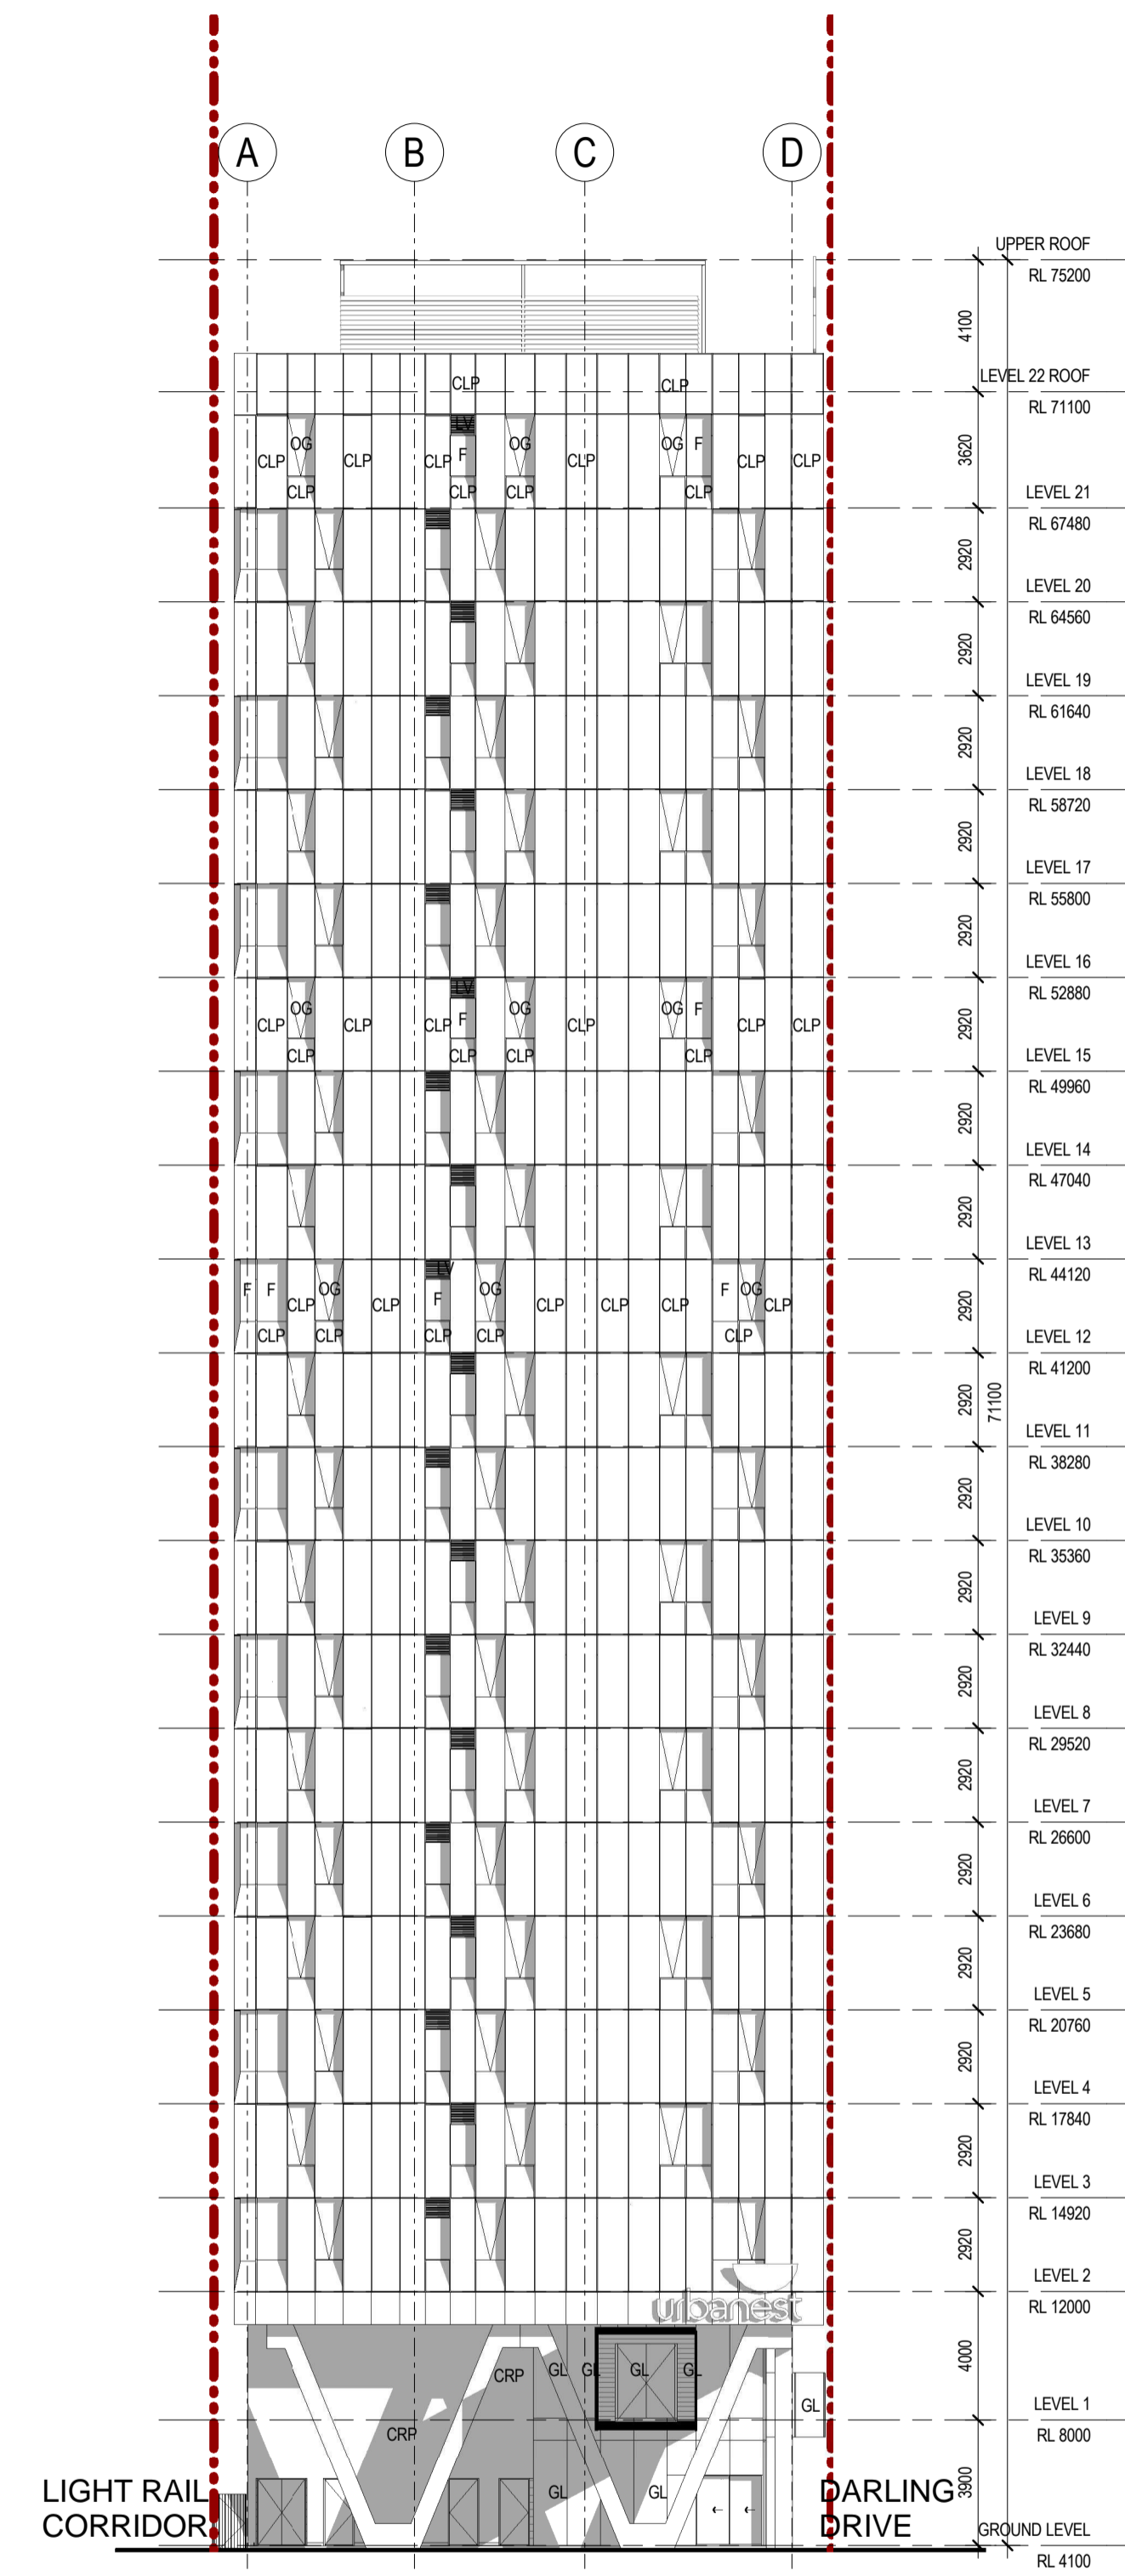 A B C D
UPPER ROOF
RL 75200
4100
LEVEL 22 ROOF
RL 71100
CLP CLP
3620
LV
OG OG OG F
CLP CLP CLP F CLP CLP CLP
CLP CLP CLP CLP
LEVEL 21
RL 67480
2920
LEVEL 20
RL 64560
2920
LEVEL 19
RL 61640
2920
LEVEL 18
RL 58720
2920
LEVEL 17
RL 55800
2920
LEVEL 16
RL 52880
LV
OG OG OG F
CLP CLP CLP F CLP CLP CLP
2920
CLP CLP CLP CLP
LEVEL 15
RL 49960
2920
LEVEL 14
RL 47040
2920
LEVEL 13
RL 44120
LV
F F OG OG F OG
CLP CLP F CLP CLP CLP CLP
2920
CLP CLP CLP CLP CLP
LEVEL 12
RL 41200
2920
71100
LEVEL 11
RL 38280
2920
LEVEL 10
RL 35360
2920
LEVEL 9
RL 32440
2920
LEVEL 8
RL 29520
2920
LEVEL 7
RL 26600
2920
LEVEL 6
RL 23680
2920
LEVEL 5
RL 20760
2920
LEVEL 4
RL 17840
2920
LEVEL 3
RL 14920
2920
LEVEL 2
RL 12000
urbanest
4000
CRP GL GL GL GL
GL
LEVEL 1
RL 8000
CRP
GL GL
3900
LIGHT RAIL
CORRIDOR
DARLING
DRIVE
GROUND LEVEL
RL 4100